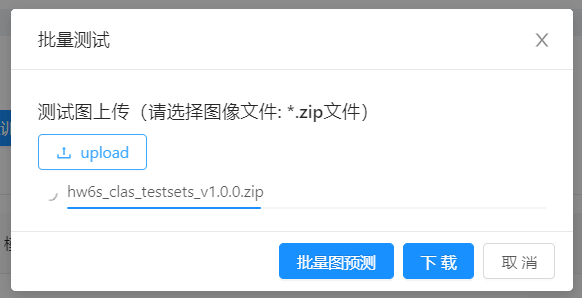 批量测试
测试图上传（请选择图像文件: *.zip文件）
upload
hw6s_clas_testsets_v1.0.0.zip
批量图预测 下 载 取 消